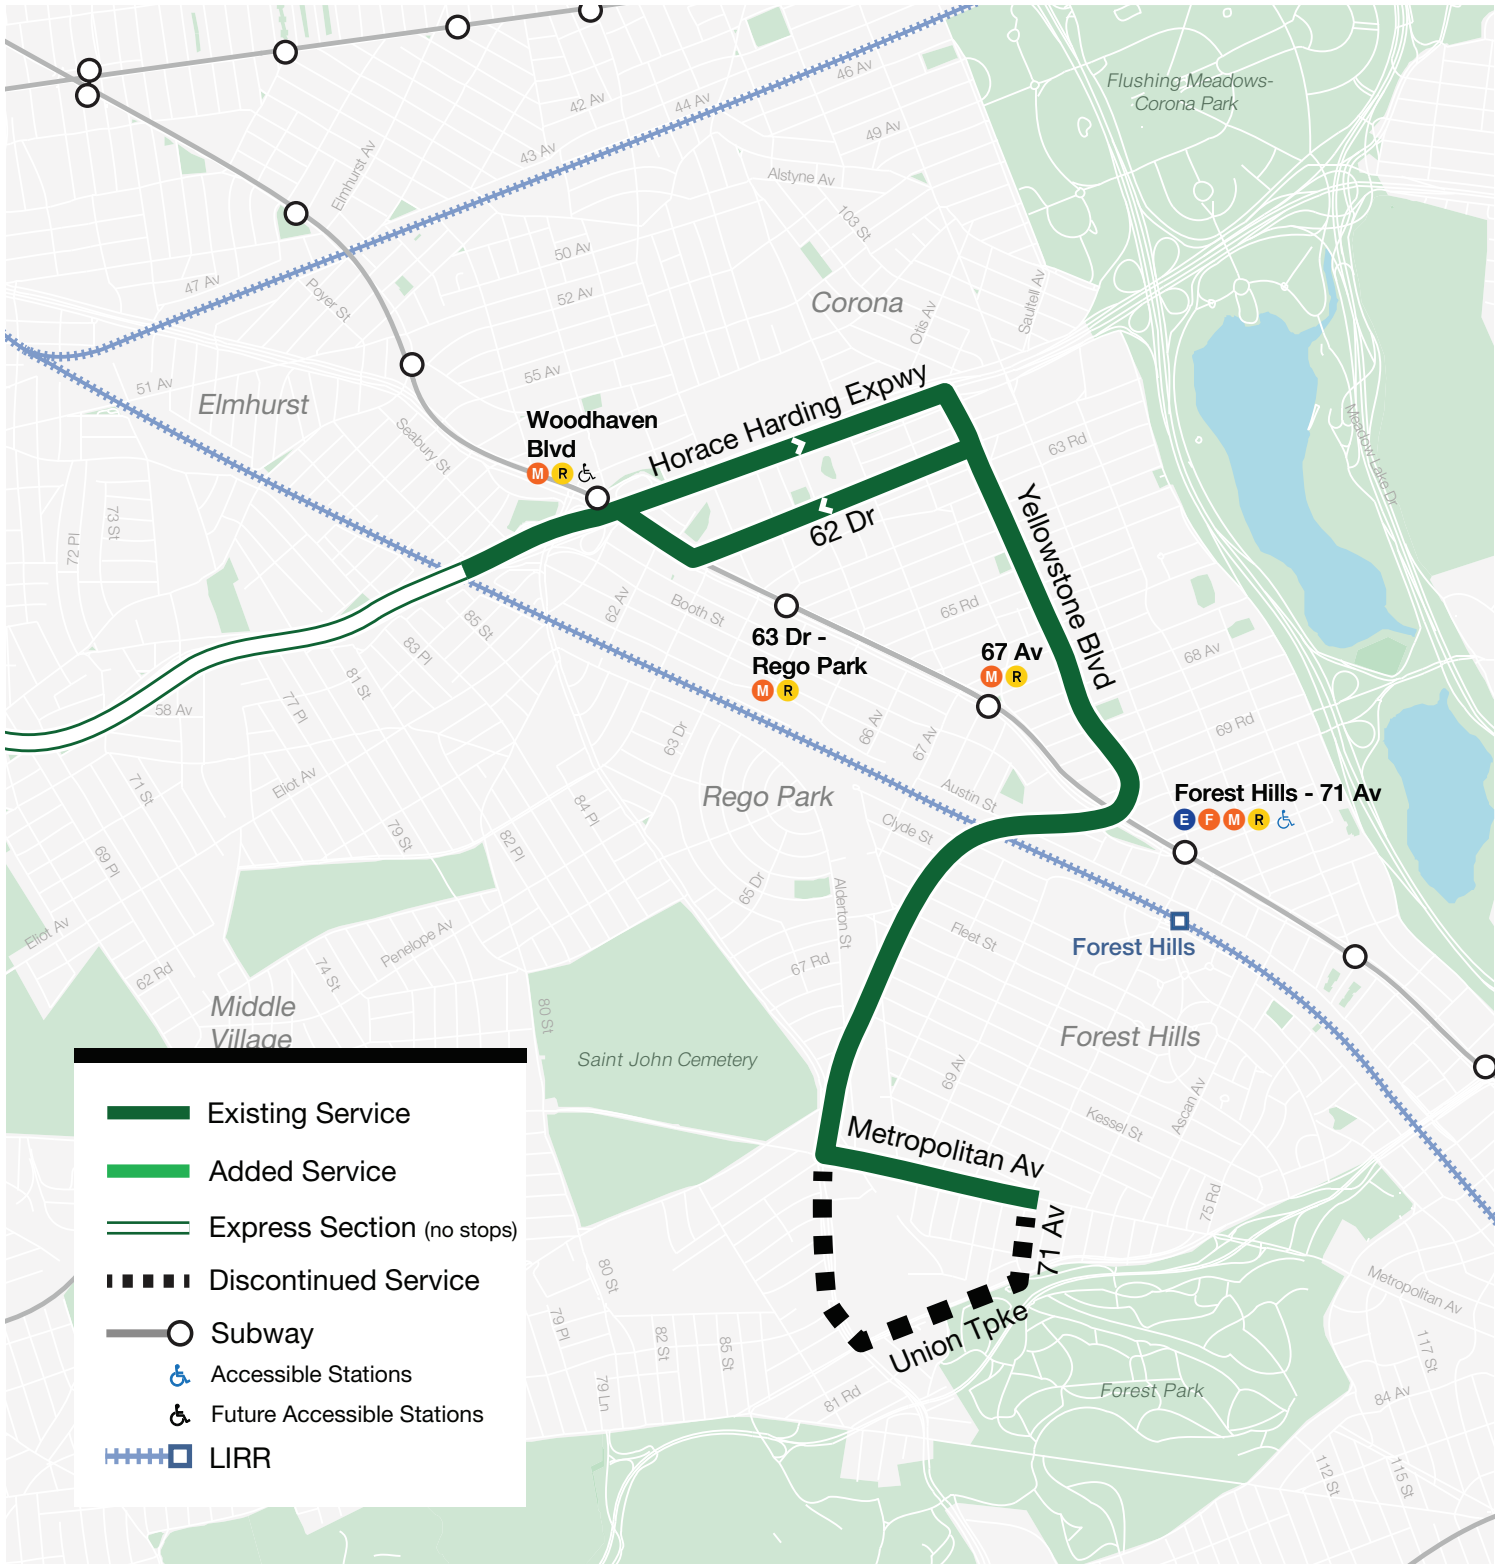 Flushing Meadows-
Corona Park
46 Av
42 Av
44 Av
49 Av
43 Av
Elmhurst Av
Alstyne Av
103 St
50 Av
47 Av
Poyer St
52 Av
Corona
Saultell Av
Otis Av
55 Av
51 Av
Elmhurst
Seabury St
Horace Harding Expwy
Woodhaven
Blvd
M R
63 Rd
Meadow Lake Dr
73 St
72 Pl
62 Dr
Yellowstone Blvd
62 Av
Booth St
65 Rd
85 St
83 Pl
63 Dr -
Rego Park
M R
67 Av
M R
68 Av
81 St
77 Pl
58 Av
63 Dr
66 Av
67 Av
69 Rd
71 St
Eliot Av
Rego Park
84 Pl
Austin St
Clyde St
Forest Hills - 71 Av
E F M R
79 St
82 Pl
69 Pl
65 Dr
Alderton St
Eliot Av
Penelope Av
Fleet St
Forest Hills
62 Rd
74 St
67 Rd
Middle
Village
80 St
Saint John Cemetery
69 Av
Forest Hills
Kessel St
Ascan Av
Metropolitan Av
75 Rd
71 Av
Union Tpke
Metropolitan Av
80 St
79 Pl
82 St
85 St
79 Ln
81 Rd
Forest Park
117 St
84 Av
112 St
115 St
Existing Service
Added Service
Express Section (no stops)
Discontinued Service
Subway
Accessible Stations
Future Accessible Stations
LIRR